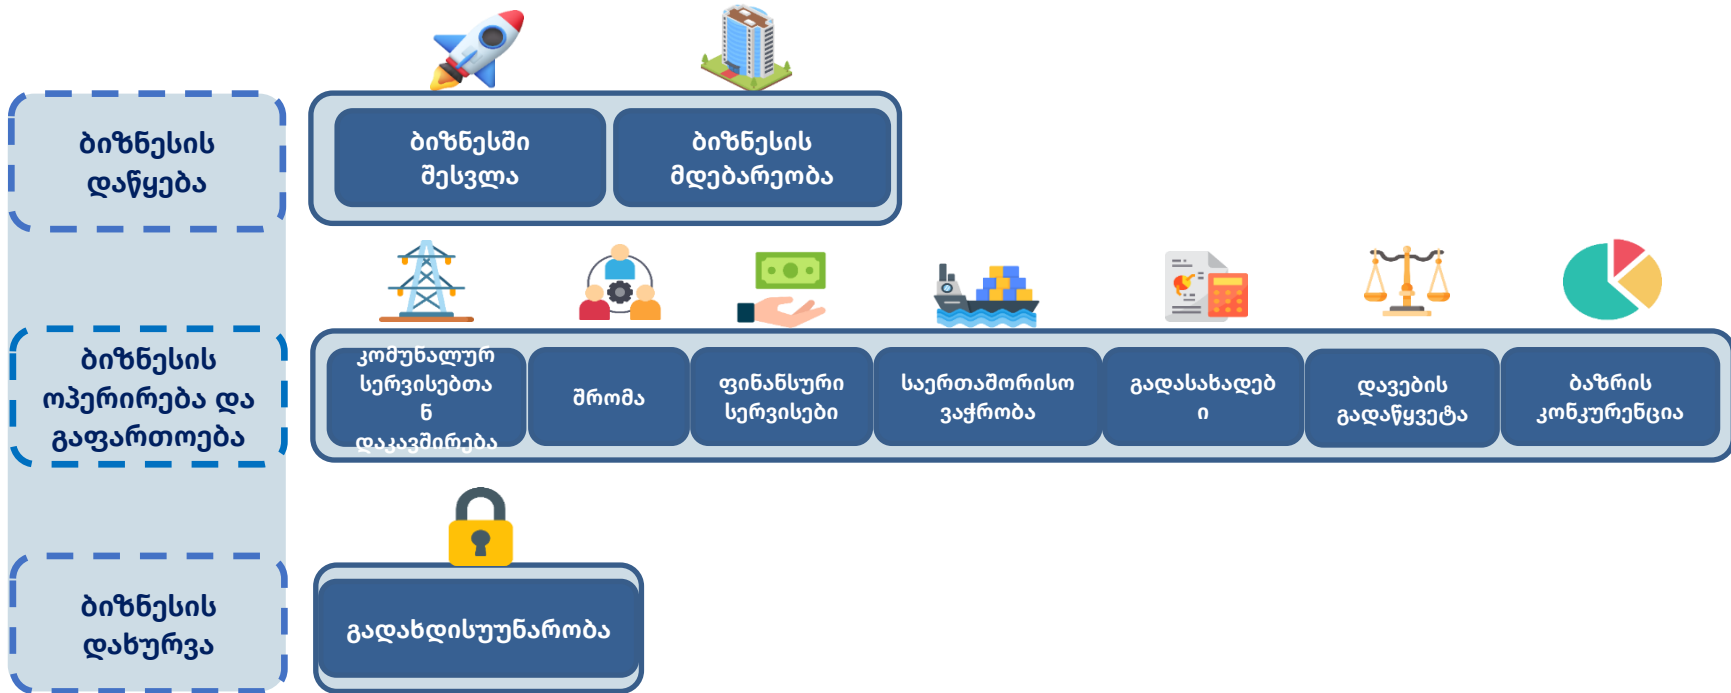 ბიზნესის
დაწყება
ბიზნესში
შესვლა
ბიზნესის
მდებარეობა
ბიზნესის
ოპერირება და
გაფართოება
კომუნალურ
სერვისებთა
ნ
დაკავშირება
შრომა
ფინანსური
სერვისები
საერთაშორისო
ვაჭრობა
გადასახადებ
ი
დავების
გადაწყვეტა
ბაზრის
კონკურენცია
ბიზნესის
დახურვა
გადახდისუუნარობა